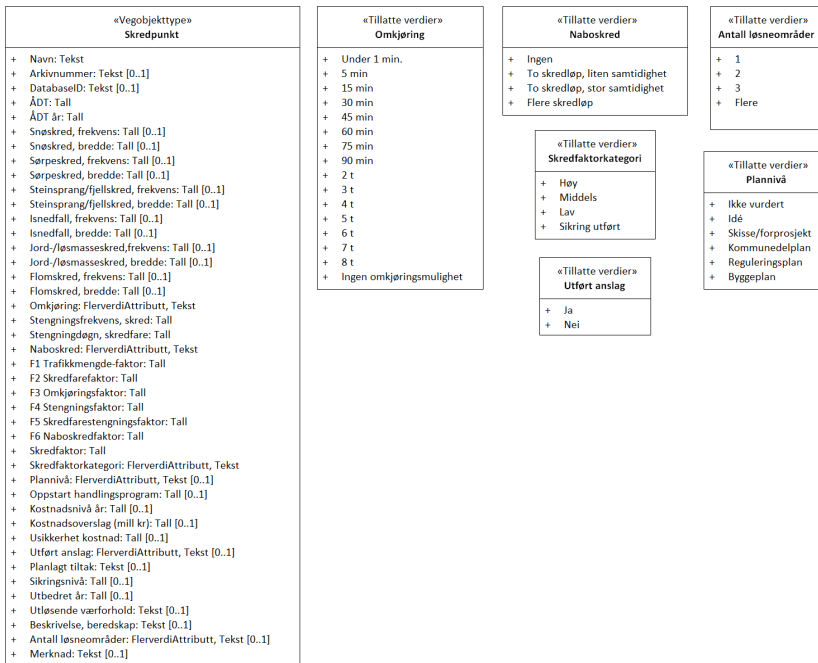 «Vegobjekttype»
Skredpunkt
+ Navn: Tekst
+ Arkivnummer: Tekst [0..1]
+ DatabaseID: Tekst [0..1]
+ ÅDT: Tall
+ ÅDT år: Tall
+ Snøskred, frekvens: Tall [0..1]
+ Snøskred, bredde: Tall [0..1]
+ Sørpeskred, frekvens: Tall [0..1]
+ Sørpeskred, bredde: Tall [0..1]
+ Steinsprang/fjellskred, frekvens: Tall [0..1]
+ Steinsprang/fjellskred, bredde: Tall [0..1]
+ Isnedfall, frekvens: Tall [0..1]
+ Isnedfall, bredde: Tall [0..1]
+ Jord-/løsmasseskred,frekvens: Tall [0..1]
+ Jord-/løsmasseskred, bredde: Tall [0..1]
+ Flomskred, frekvens: Tall [0..1]
+ Flomskred, bredde: Tall [0..1]
+ Omkjøring: FlerverdiAttributt, Tekst
+ Stengningsfrekvens, skred: Tall
+ Stengningdøgn, skredfare: Tall
+ Naboskred: FlerverdiAttributt, Tekst
+ F1 Trafikkmengde-faktor: Tall
+ F2 Skredfarefaktor: Tall
+ F3 Omkjøringsfaktor: Tall
+ F4 Stengningsfaktor: Tall
+ F5 Skredfarestengningsfaktor: Tall
+ F6 Naboskredfaktor: Tall
+ Skredfaktor: Tall
+ Skredfaktorkategori: FlerverdiAttributt, Tekst
+ Plannivå: FlerverdiAttributt, Tekst [0..1]
+ Oppstart handlingsprogram: Tall [0..1]
+ Kostnadsnivå år: Tall [0..1]
+ Kostnadsoverslag (mill kr): Tall [0..1]
+ Usikkerhet kostnad: Tall [0..1]
+ Utført anslag: FlerverdiAttributt, Tekst [0..1]
+ Planlagt tiltak: Tekst [0..1]
+ Sikringsnivå: Tall [0..1]
+ Utbedret år: Tall [0..1]
+ Utløsende værforhold: Tekst [0..1]
+ Beskrivelse, beredskap: Tekst [0..1]
+ Antall løsneområder: FlerverdiAttributt, Tekst [0..1]
+ Merknad: Tekst [0..1]
«Tillatte verdier»
Omkjøring
+ Under 1 min.
+ 5 min
+ 15 min
+ 30 min
+ 45 min
+ 60 min
+ 75 min
+ 90 min
+ 2 t
+ 3 t
+ 4 t
+ 5 t
+ 6 t
+ 7 t
+ 8 t
+ Ingen omkjøringsmulighet
«Tillatte verdier»
Naboskred
+ Ingen
+ To skredløp, liten samtidighet
+ To skredløp, stor samtidighet
+ Flere skredløp
«Tillatte verdier»
Skredfaktorkategori
+ Høy
+ Middels
+ Lav
+ Sikring utført
«Tillatte verdier»
Utført anslag
+ Ja
+ Nei
«Tillatte verdier»
Antall løsneområder
+ 1
+ 2
+ 3
+ Flere
«Tillatte verdier»
Plannivå
+ Ikke vurdert
+ Idé
+ Skisse/forprosjekt
+ Kommunedelplan
+ Reguleringsplan
+ Byggeplan